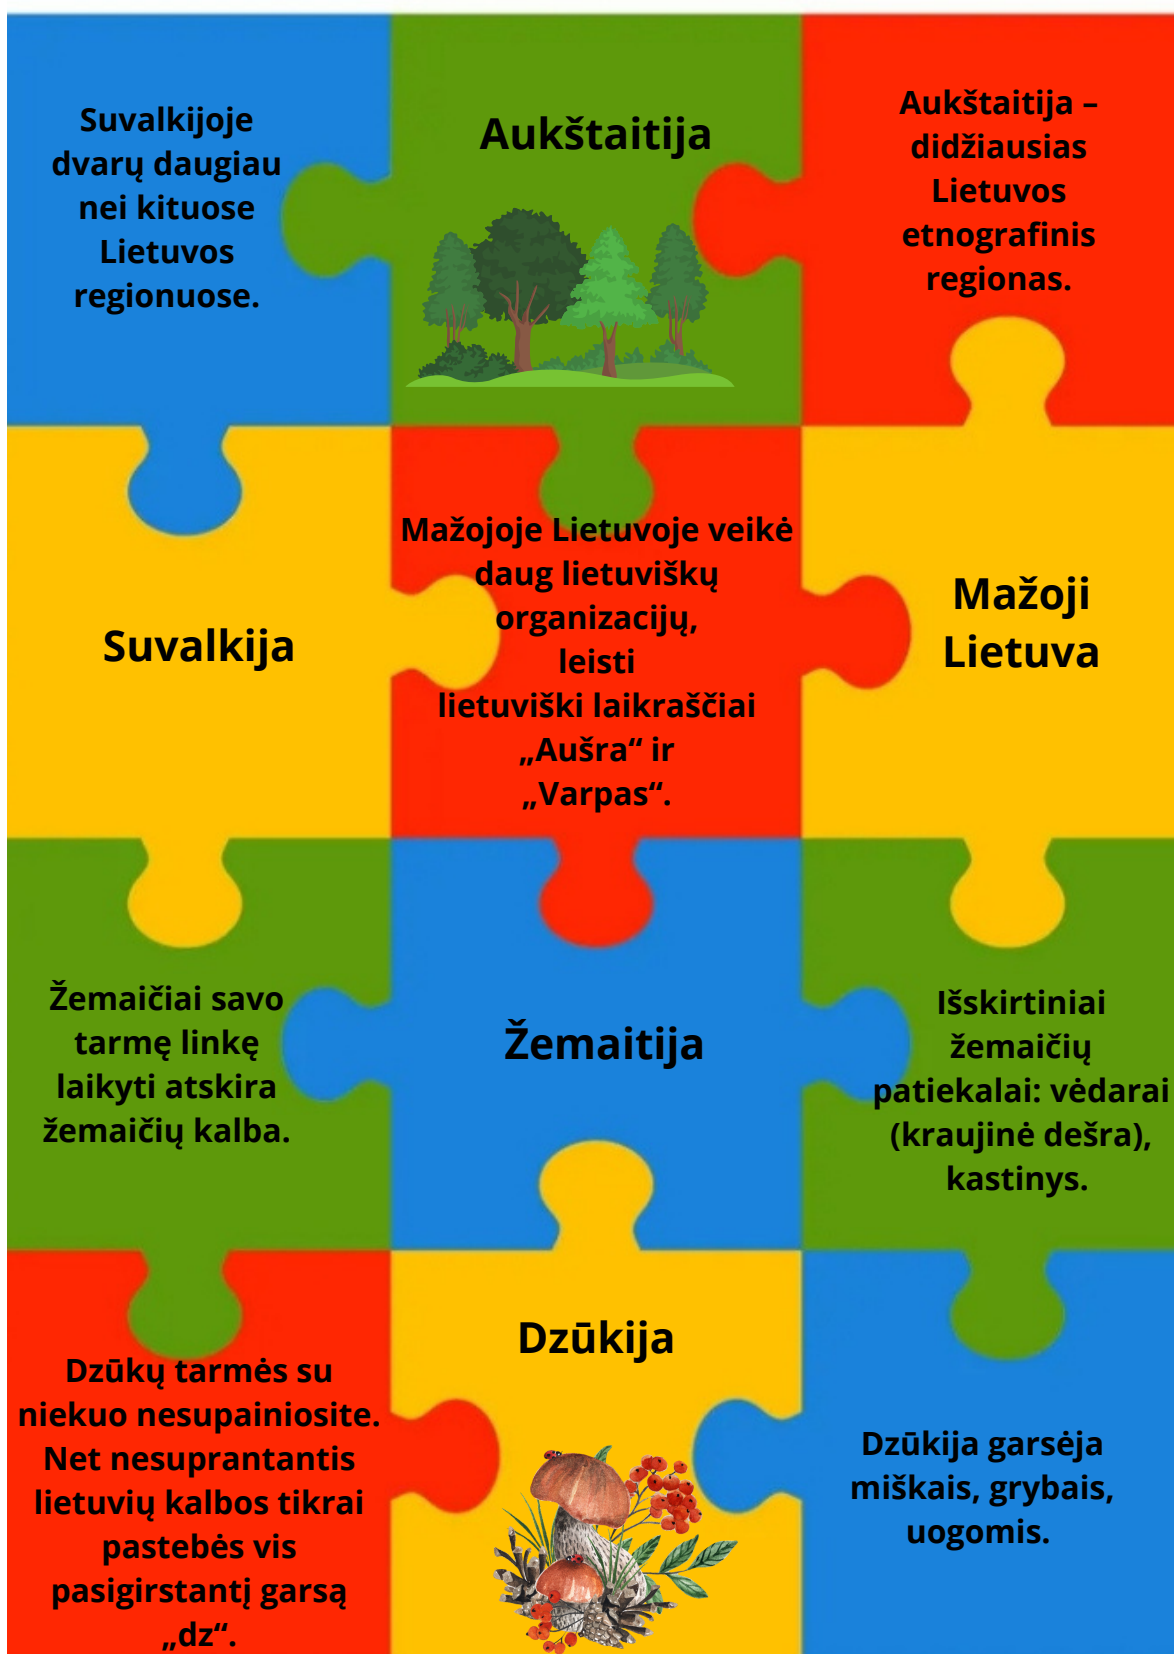 Suvalkijoje
dvarų daugiau
nei kituose
Lietuvos
regionuose.
Aukštaitija
Aukštaitija –
didžiausias
Lietuvos
etnografinis
regionas.
Suvalkija
Mažojoje Lietuvoje veikė
daug lietuviškų
organizacijų,
leisti
lietuviški laikraščiai
„Aušra“ ir
„Varpas“.
Mažoji
Lietuva
Žemaičiai savo
tarmę linkę
laikyti atskira
žemaičių kalba.
Žemaitija
Išskirtiniai
žemaičių
patiekalai: vėdarai
(kraujinė dešra),
kastinys.
Dzūkų tarmės su
niekuo nesupainiosite.
Net nesuprantantis
lietuvių kalbos tikrai
pastebės vis
pasigirstantį garsą
„dz“.
Dzūkija
Dzūkija garsėja
miškais, grybais,
uogomis.